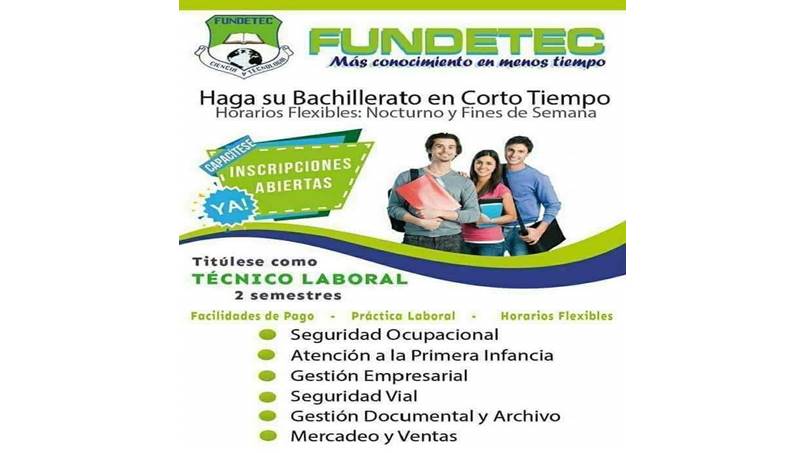 FUNDETEC
CIENCIA Y TECNOLOGIA
FUNDETEC
Más conocimiento en menos tiempo
Haga su Bachillerato en Corto Tiempo
Horarios Flexibles: Nocturno y Fines de Semana
CAPACÍTESE
INSCRIPCIONES
ABIERTAS
YA!
Titúlese como
TÉCNICO LABORAL
2 semestres
Facilidades de Pago - Práctica Laboral - Horarios Flexibles
Seguridad Ocupacional
Atención a la Primera Infancia
Gestión Empresarial
Seguridad Vial
Gestión Documental y Archivo
Mercadeo y Ventas